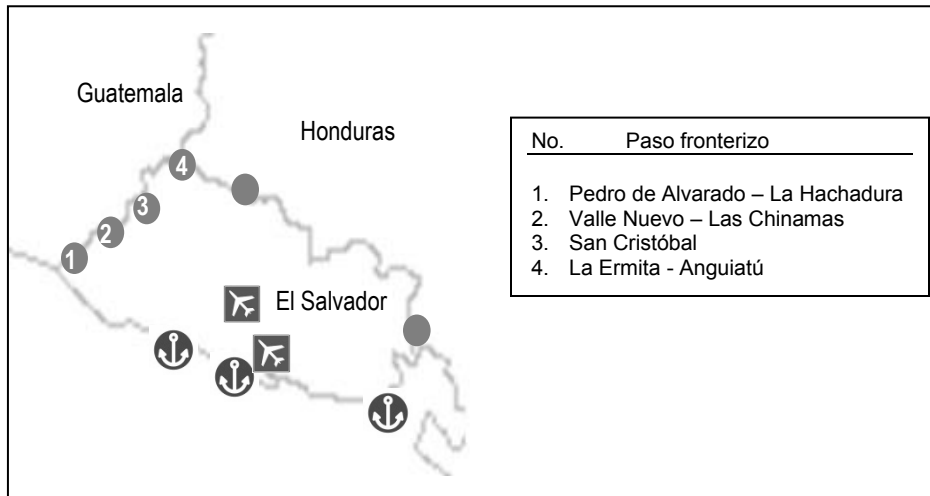 Guatemala
Honduras
4
3
2
1
El Salvador
No. Paso fronterizo
1. Pedro de Alvarado – La Hachadura
2. Valle Nuevo – Las Chinamas
3. San Cristóbal
4. La Ermita - Anguiatú